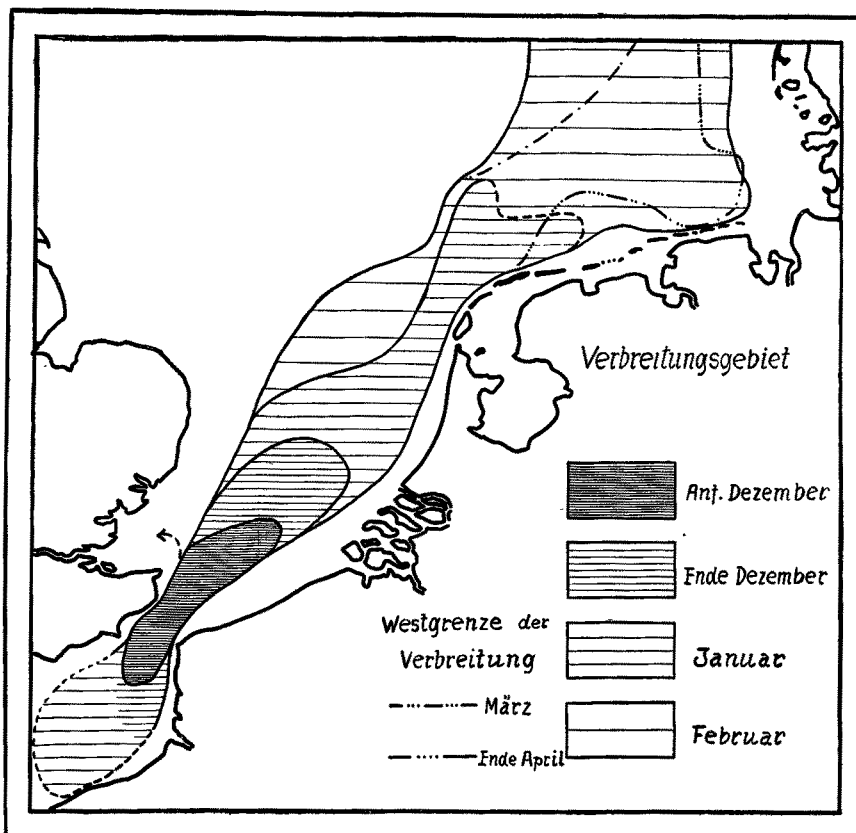 Verbreitungsgebiet
Anf. Dezember
Ende Dezember
Westgrenze der
Verbreitung
Januar
März
Februar
Ende April